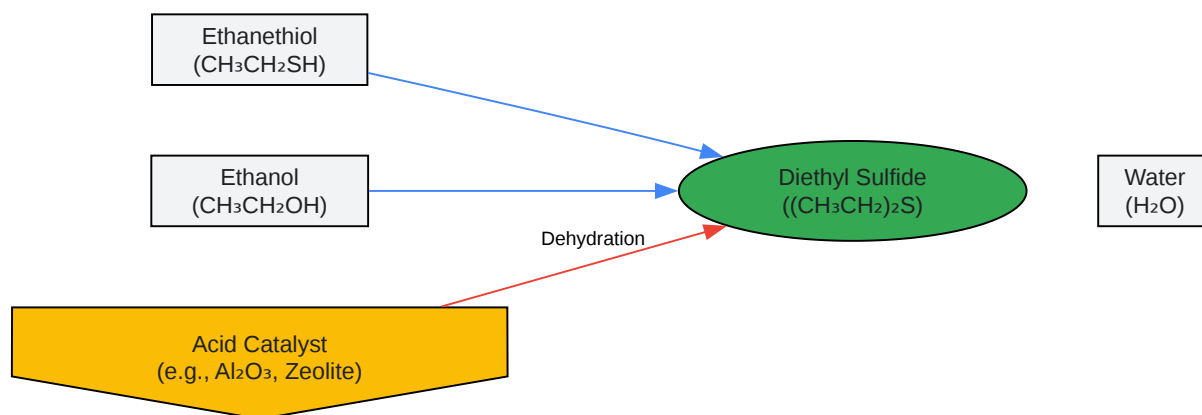 Ethanethiol
(CH₃CH₂SH)
Ethanol
(CH₃CH₂OH)
Diethyl Sulfide
((CH₃CH₂)₂S)
Water
(H₂O)
Dehydration
Acid Catalyst
(e.g., Al₂O₃, Zeolite)